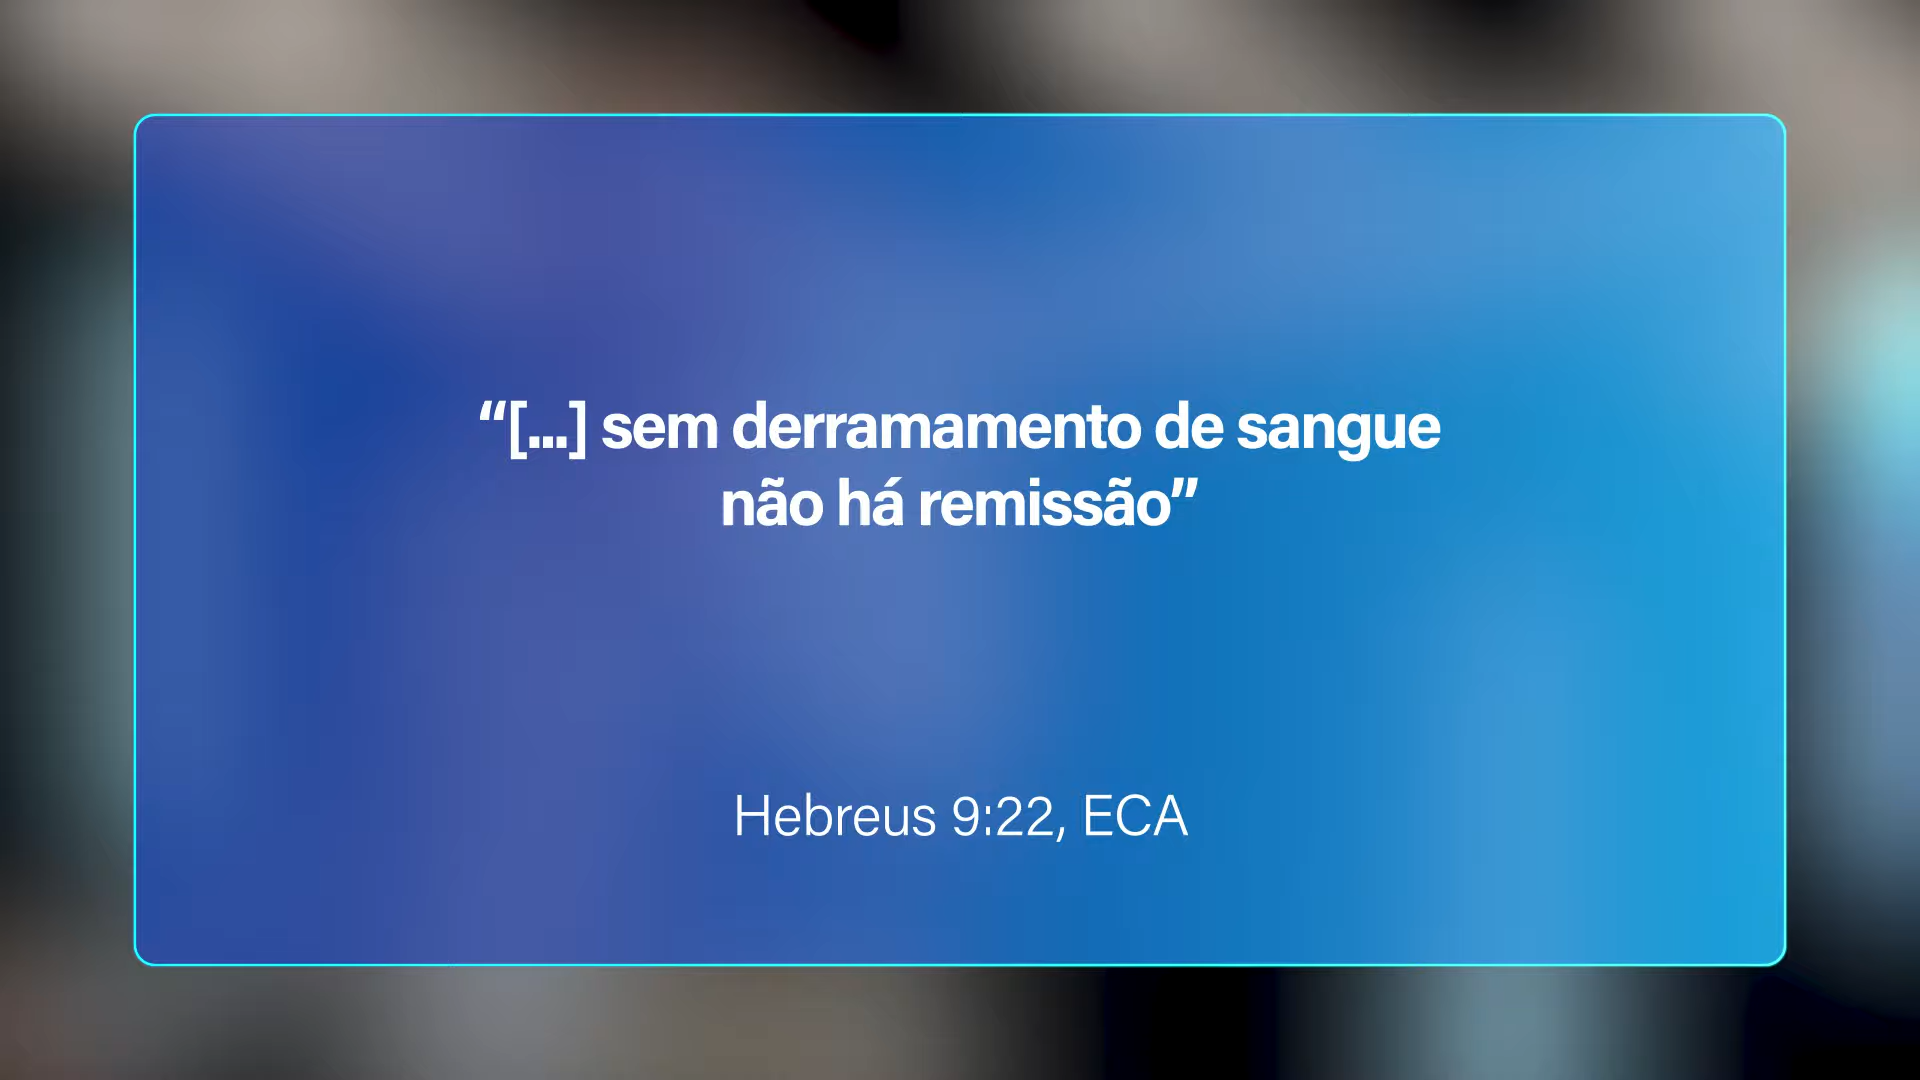 “[...] sem derramamento de sangue
não há remissão”
Hebreus 9:22, ECA